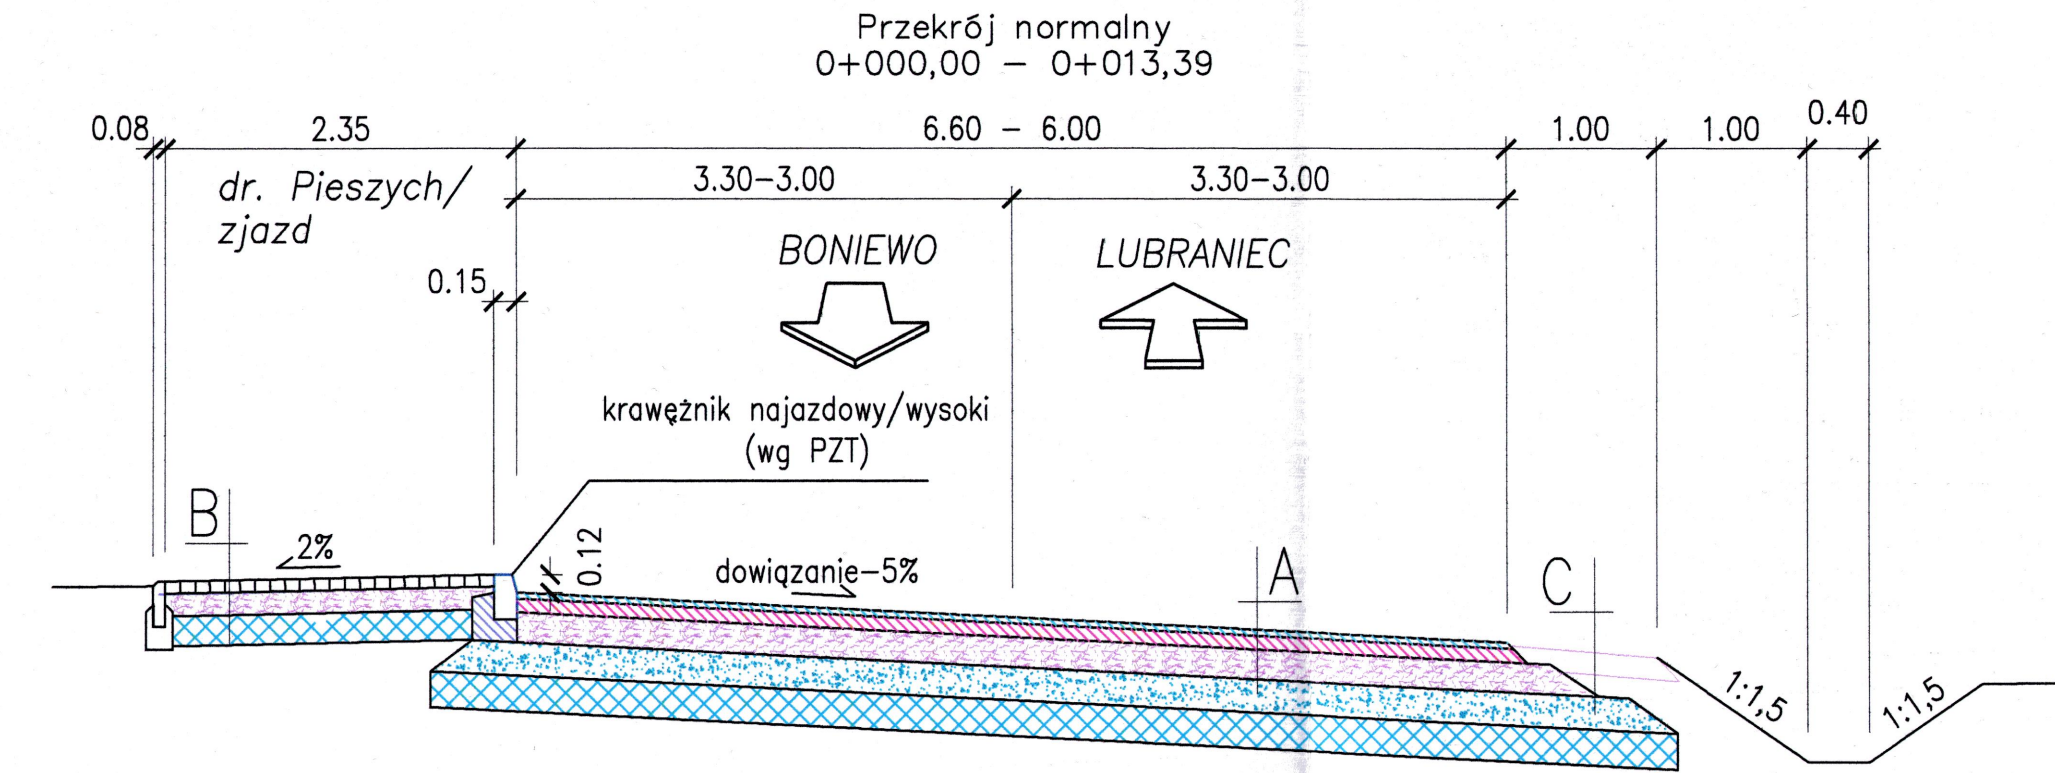 Przekrój normalny
0+000,00 – 0+013,39
0.08 2.35 6.60 – 6.00 1.00 1.00 0.40
3.30–3.00 3.30–3.00
dr. Pieszych/
zjazd
BONIEWO LUBRANIEC
0.15
krawężnik najazdowy/wysoki
(wg PZT)
B 2% 0.12 dowiązanie–5% A C
1:1,5 1:1,5